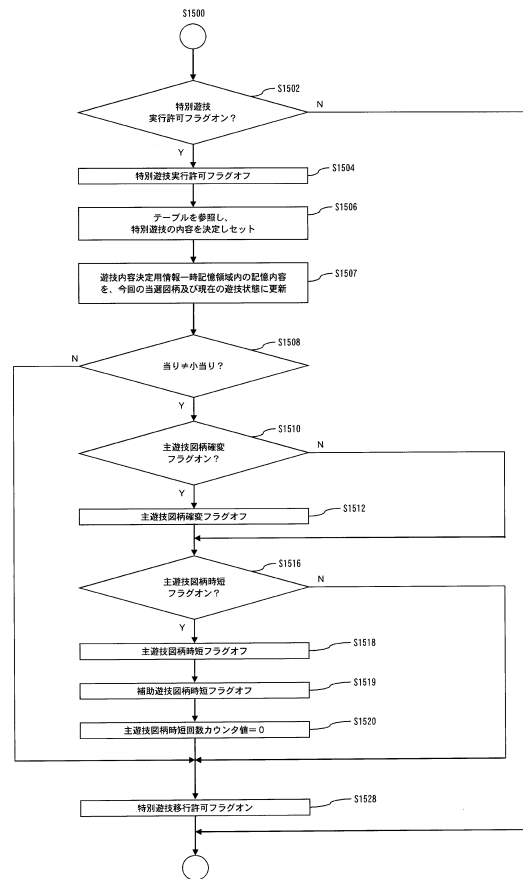 S1500
S1502
特別遊技
実行許可フラグオン？
N
Y
S1504
特別遊技実行許可フラグオフ
S1506
テーブルを参照し、
特別遊技の内容を決定しセット
S1507
遊技内容決定用情報一時記憶領域内の記憶内容
を、今回の当選図柄及び現在の遊技状態に更新
S1508
N
当り≠小当り？
Y
S1510
主遊技図柄確変
フラグオン？
N
Y
S1512
主遊技図柄確変フラグオフ
S1516
主遊技図柄時短
フラグオン？
N
Y
S1518
主遊技図柄時短フラグオフ
S1519
補助遊技図柄時短フラグオフ
S1520
主遊技図柄時短回数カウンタ値＝０
S1528
特別遊技移行許可フラグオン